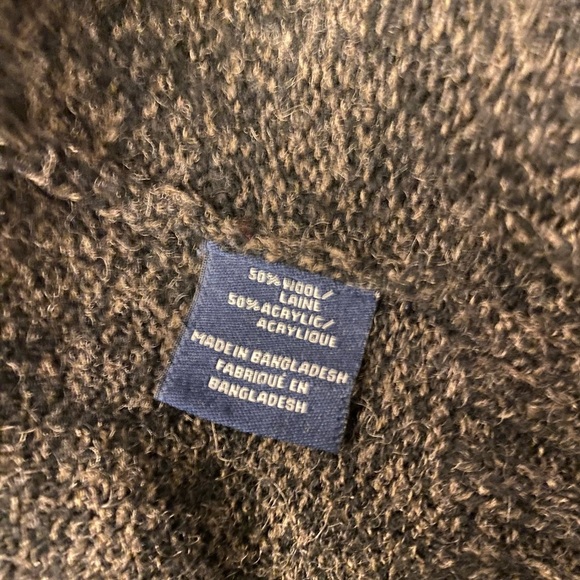 50% WOOL/
LAINE
50% ACRYLIC/
ACRYLIQUE
MADE IN BANGLADESH
FABRIQUÉ EN
BANGLADESH